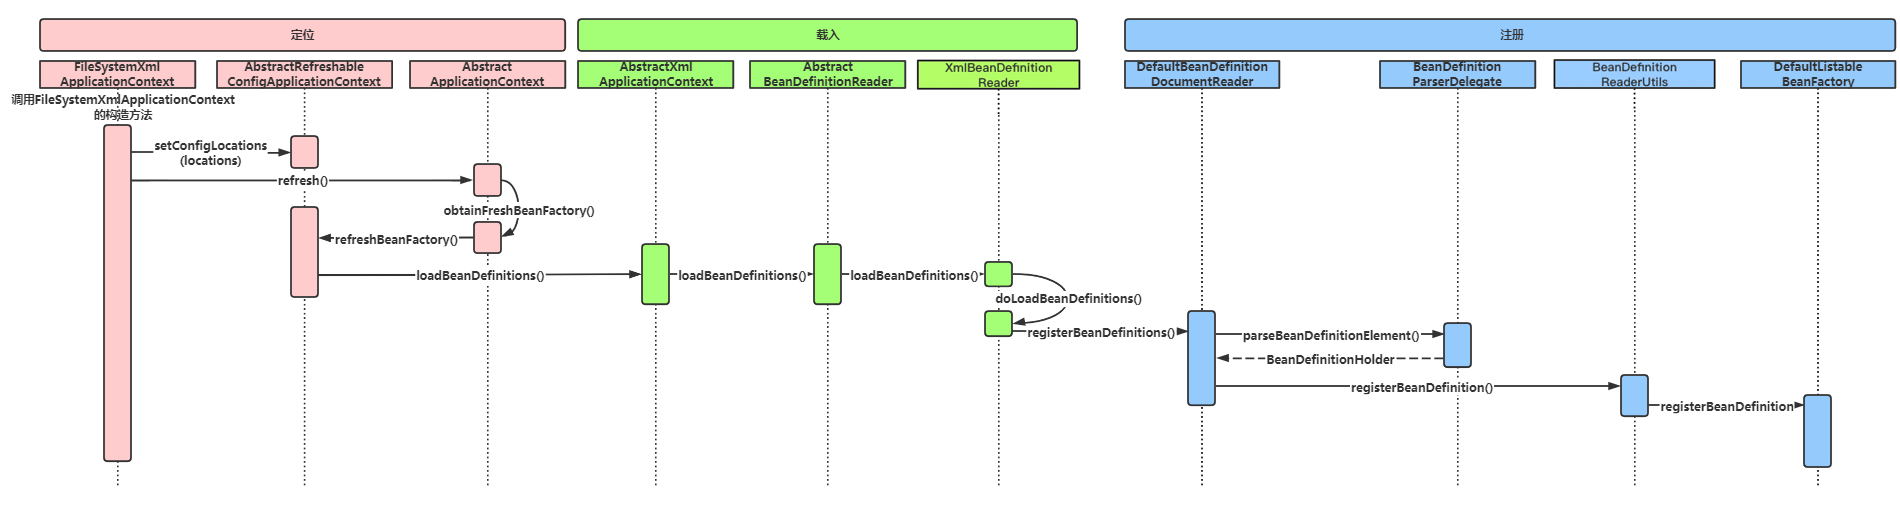 定位
载入
注册
FileSystemXml
ApplicationContext
AbstractRefreshable
ConfigApplicationContext
Abstract
ApplicationContext
AbstractXml
ApplicationContext
Abstract
BeanDefinitionReader
XmlBeanDefnition
Reader
DefaultBeanDefinition
DocumentReader
BeanDefinition
ParserDelegate
BeanDefnition
ReaderUtils
DefaultListable
BeanFactory
调用FileSystemXmlApplicationContext
的构造方法
setConfigLocations
(locations)
refresh()
obtainFreshBeanFactory()
refreshBeanFactory()
loadBeanDefinitions()
loadBeanDefinitions()
loadBeanDefinitions()
doLoadBeanDefinitions()
registerBeanDefinitions()
parseBeanDefinitionElement()
BeanDefinitionHolder
registerBeanDefinition()
registerBeanDefinition